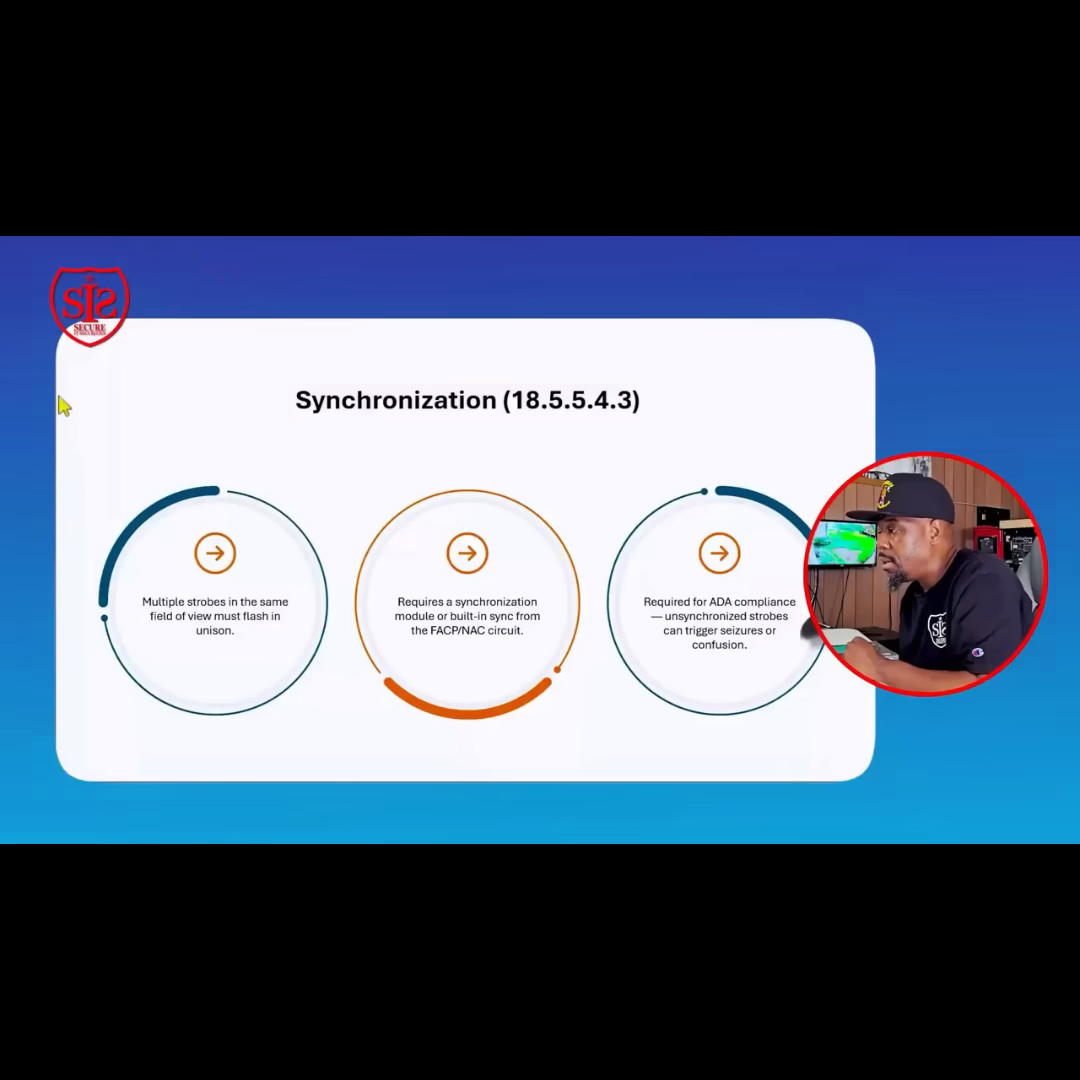 SIS
SECURE
Synchronization (18.5.5.4.3)
Multiple strobes in the same
field of view must flash in
unison.
Requires a synchronization
module or built-in sync from
the FACP/NAC circuit.
Required for ADA compliance
— unsynchronized strobes
can trigger seizures or
confusion.